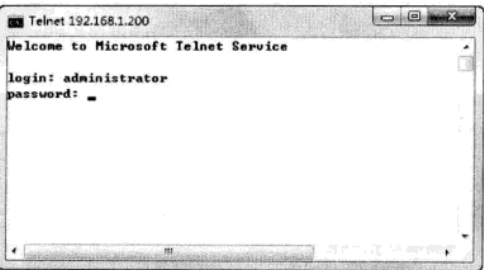 Telnet 192.168.1.200
Welcome to Microsoft Telnet Service
login: administrator
password: